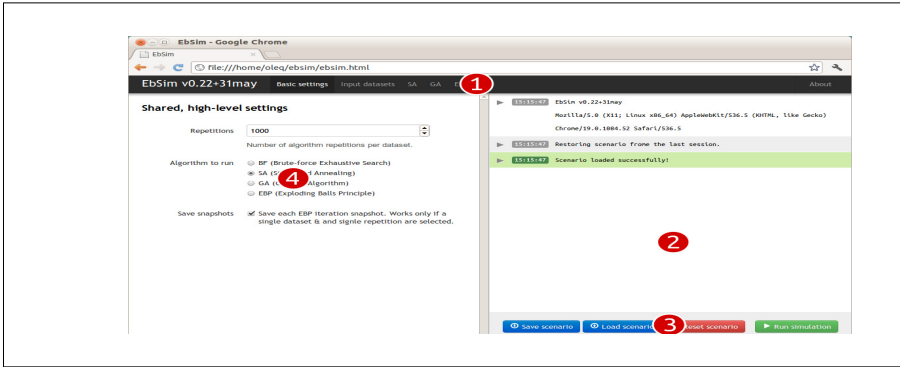 EbSim - Google Chrome
EbSim
file:///home/oleq/ebsim/ebsim.html
EbSim v0.22+31may Basic settings Input datasets SA GA 1 About
Shared, high-level settings
Repetitions 1000
Number of algorithm repetitions per dataset.
Algorithm to run BF (Brute-force Exhaustive Search)
SA ( d Annealing)
4
GA ( Algorithm)
EBP (Exploding Balls Principle)
Save snapshots Save each EBP iteration snapshot. Works only if a
single dataset & and signle repetition are selected.
15:15:47 EbSim v0.22+31may
Mozilla/5.0 (X11; Linux x86_64) AppleWebKit/536.5 (KHTML, like Gecko)
Chrome/19.0.1084.52 Safari/536.5
15:15:47 Restoring scenario frome the last session.
15:15:47 Scenario loaded successfully!
2
Save scenario Load scenario 3 Reset scenario Run simulation